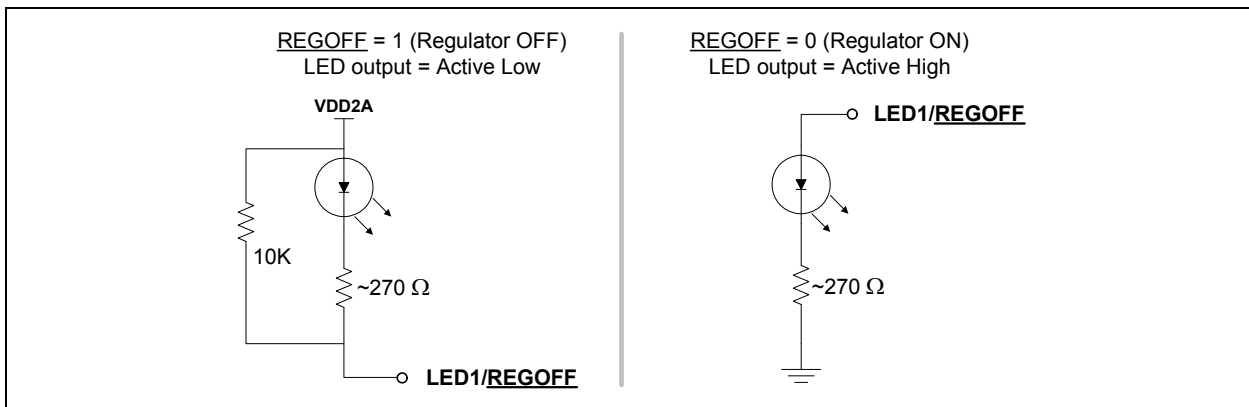 REGOFF = 1 (Regulator OFF)
LED output = Active Low
VDD2A
10K
~270 Ω
LED1/REGOFF
REGOFF = 0 (Regulator ON)
LED output = Active High
LED1/REGOFF
~270 Ω